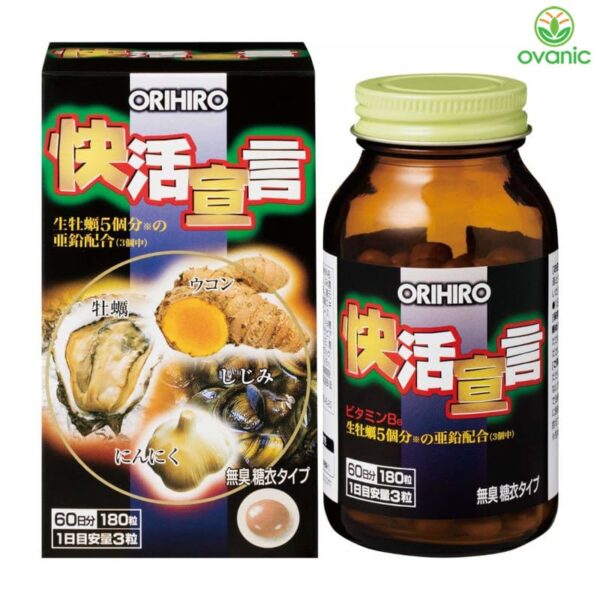 ovanic
ORIHIRO
快活宣言
生牡蠣5個分※の
亜鉛配合(3個中)
ウコン
牡蠣
しじみ
にんにく
無臭糖衣タイプ
60日分 180粒
1日目安量3粒
ORIHIRO
快活宣言
ビタミンB6
生牡蠣5個分※の亜鉛配合(3個中)
60日分 180粒
1日目安量3粒
無臭糖衣タイプ